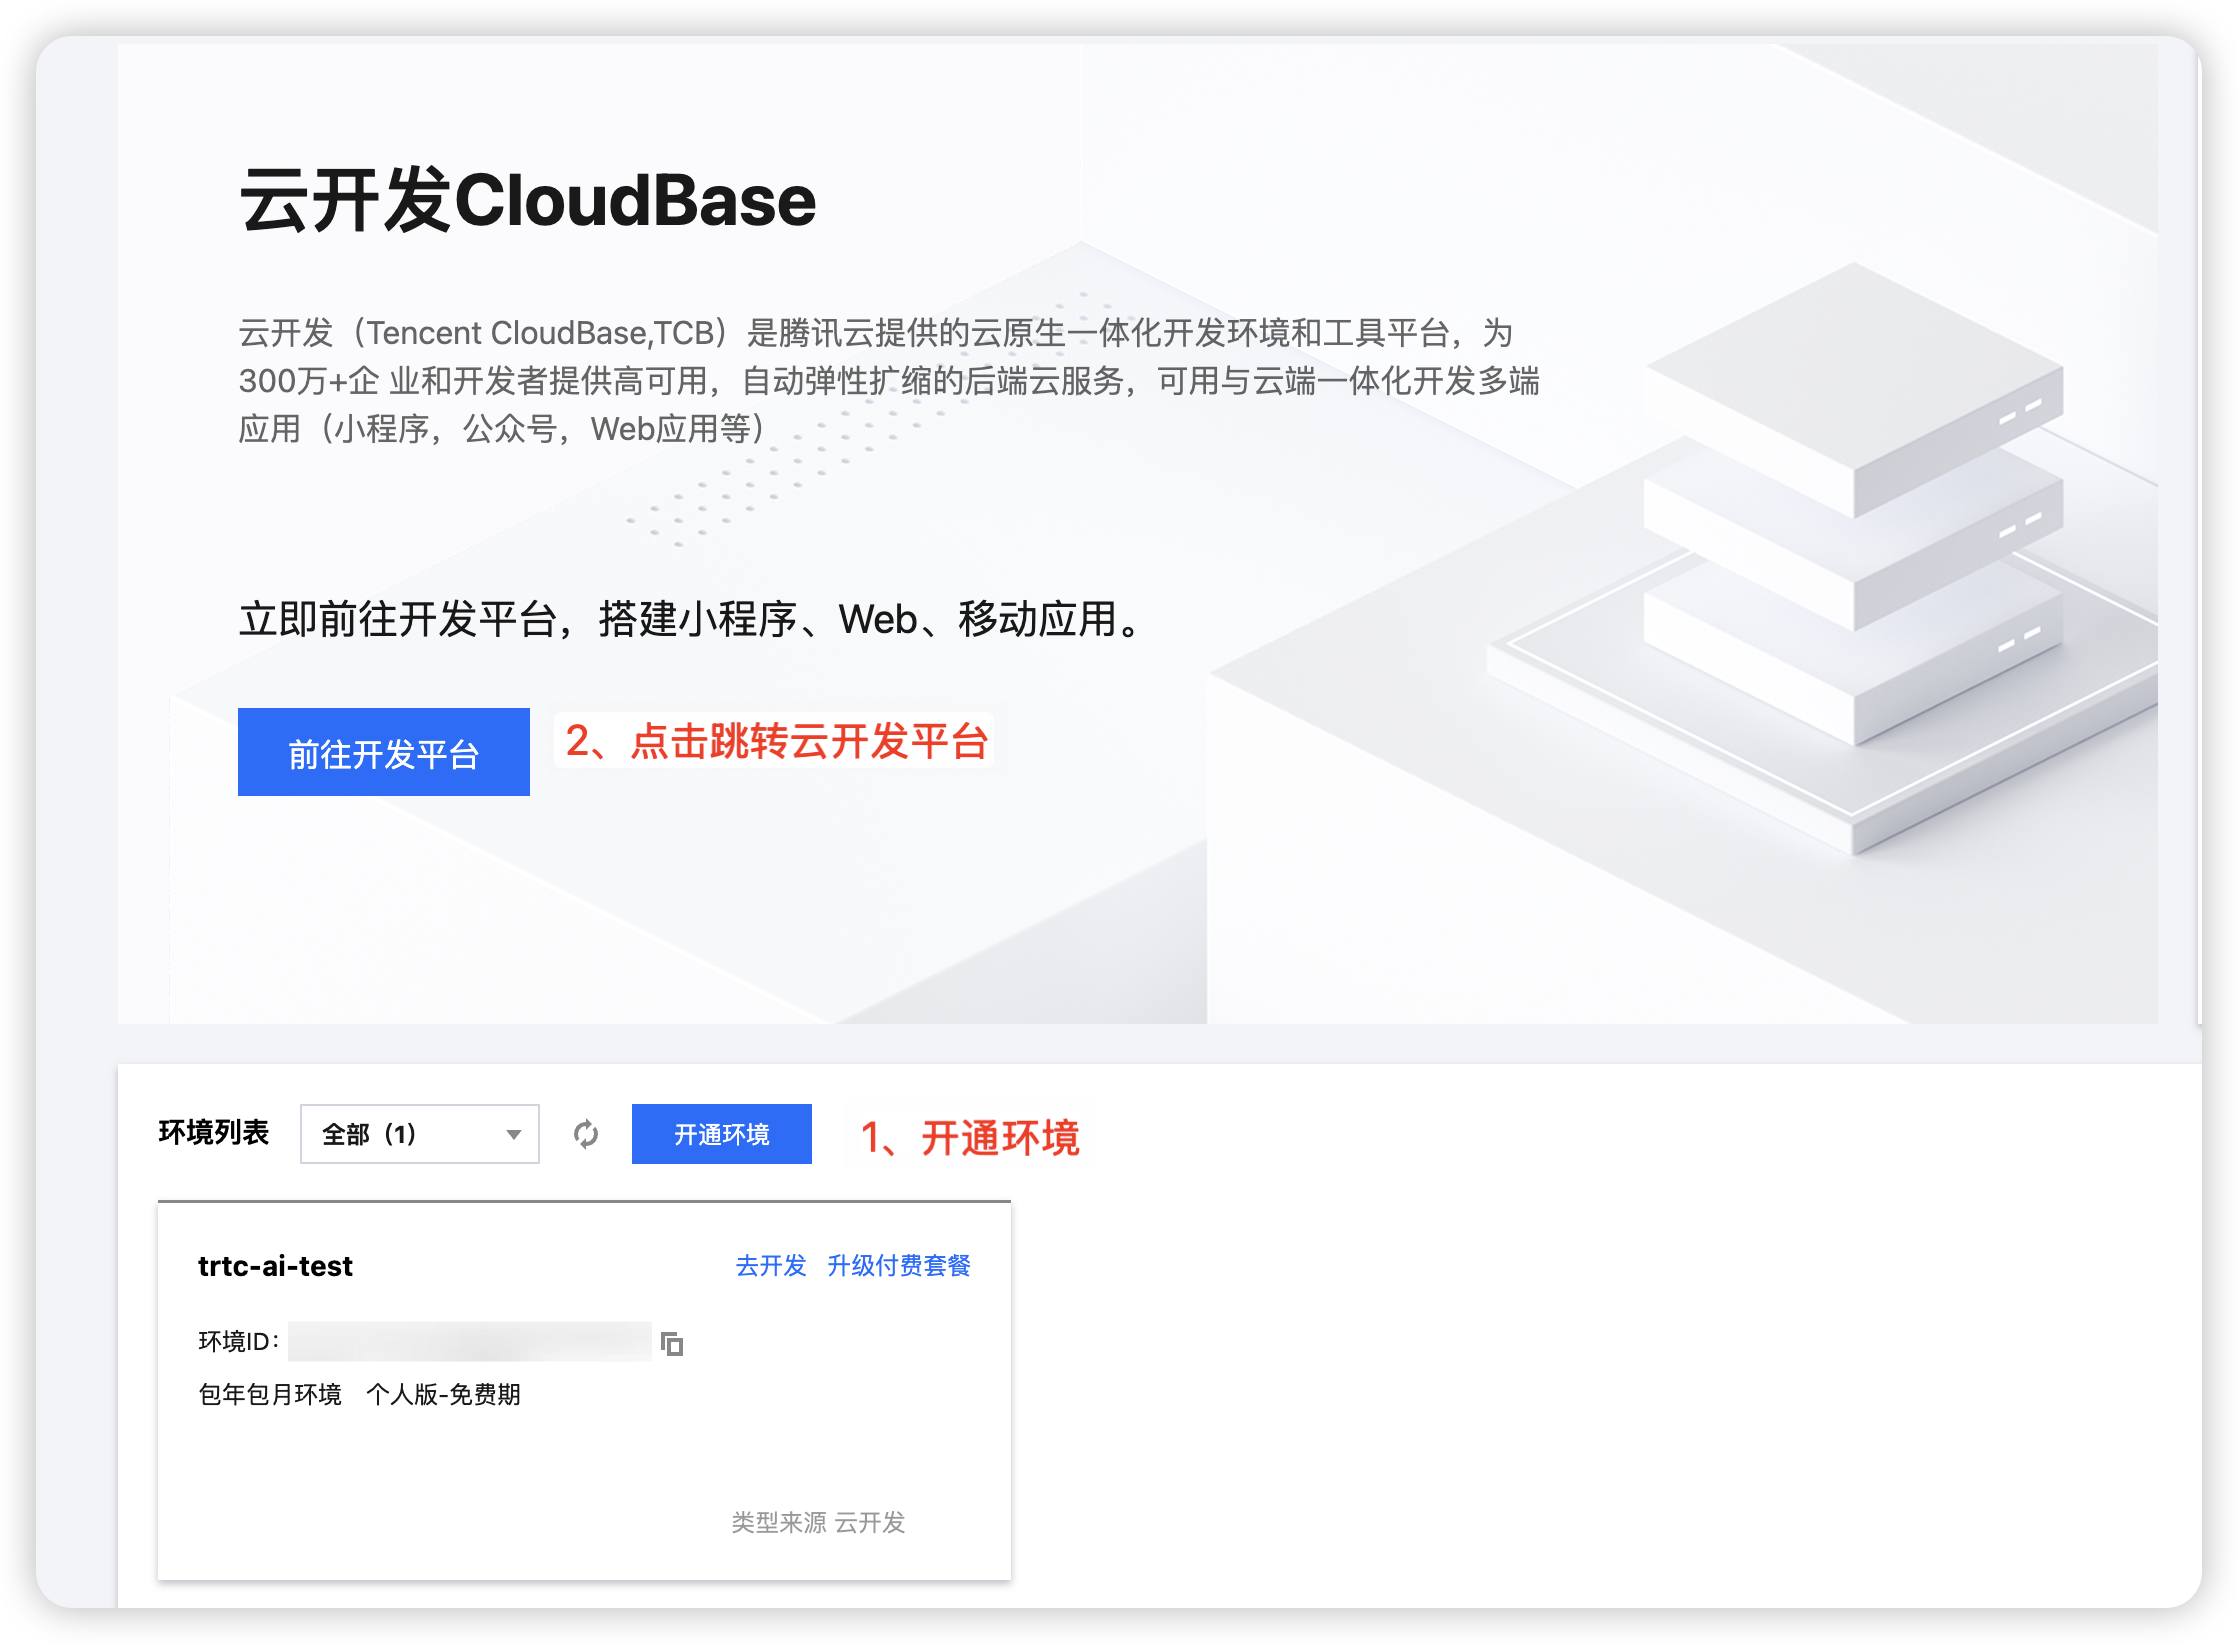 云开发CloudBase
云开发（Tencent CloudBase,TCB）是腾讯云提供的云原生一体化开发环境和工具平台，为
300万+企 业和开发者提供高可用，自动弹性扩缩的后端云服务，可用与云端一体化开发多端
应用（小程序，公众号，Web应用等）
立即前往开发平台，搭建小程序、Web、移动应用。
前往开发平台 2、点击跳转云开发平台
环境列表 全部（1） 开通环境 1、开通环境
trtc-ai-test 去开发 升级付费套餐
环境ID：
包年包月环境 个人版-免费期
类型来源 云开发